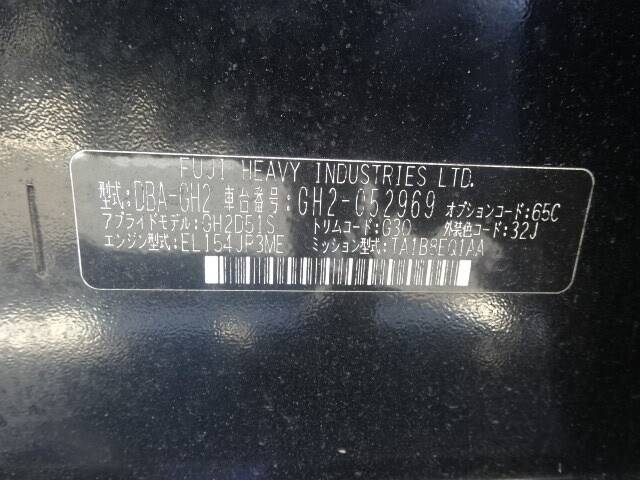 FUJI HEAVY INDUSTRIES LTD.
型式:DBA-GH2 車台番号:GH2-052969 オプションコード:65C
アプライドモデル:GH2D51S トリムコード:G30 外装色コード:32J
エンジン型式:EL154JP3ME ミッション型式:TA1B8EQ1AA